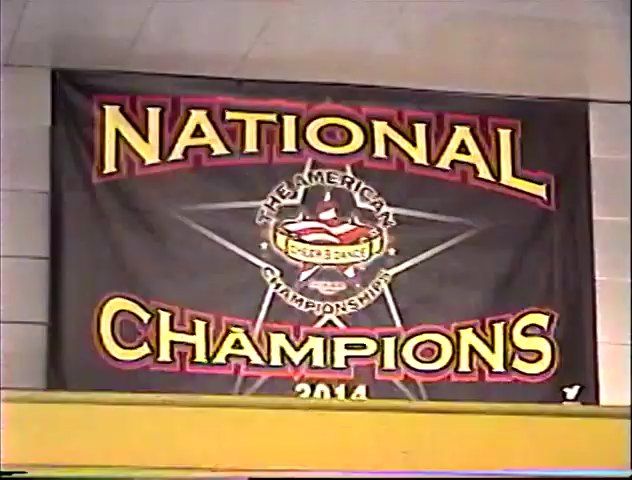 NATIONAL
THE AMERICAN
CHEER & DANCE
CHAMPIONSHIPS
CHAMPIONS
2014